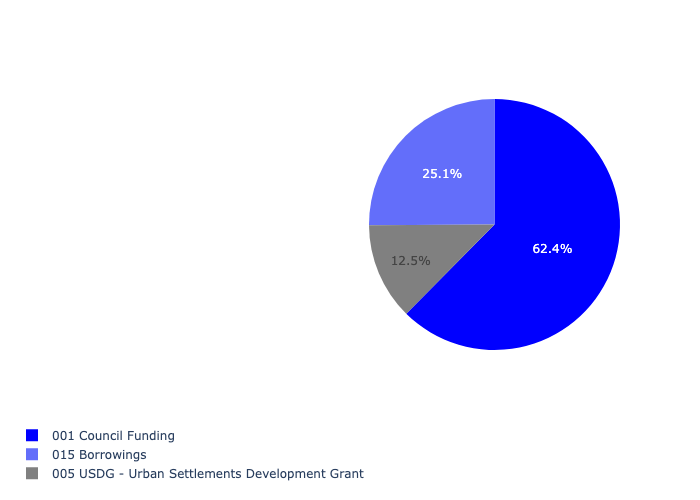 25.1%
62.4%
12.5%
001 Council Funding
015 Borrowings
005 USDG - Urban Settlements Development Grant